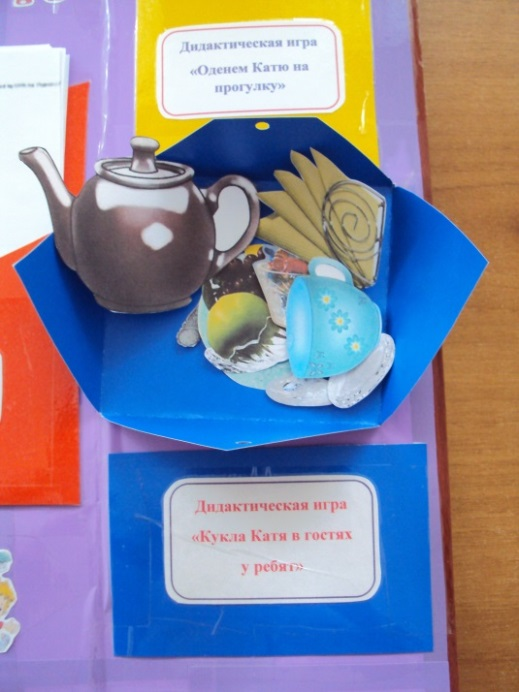 Дидактическая игра
«Оденем Катю на
прогулку»
Дидактическая игра
«Кукла Катя в гостях
у ребят»